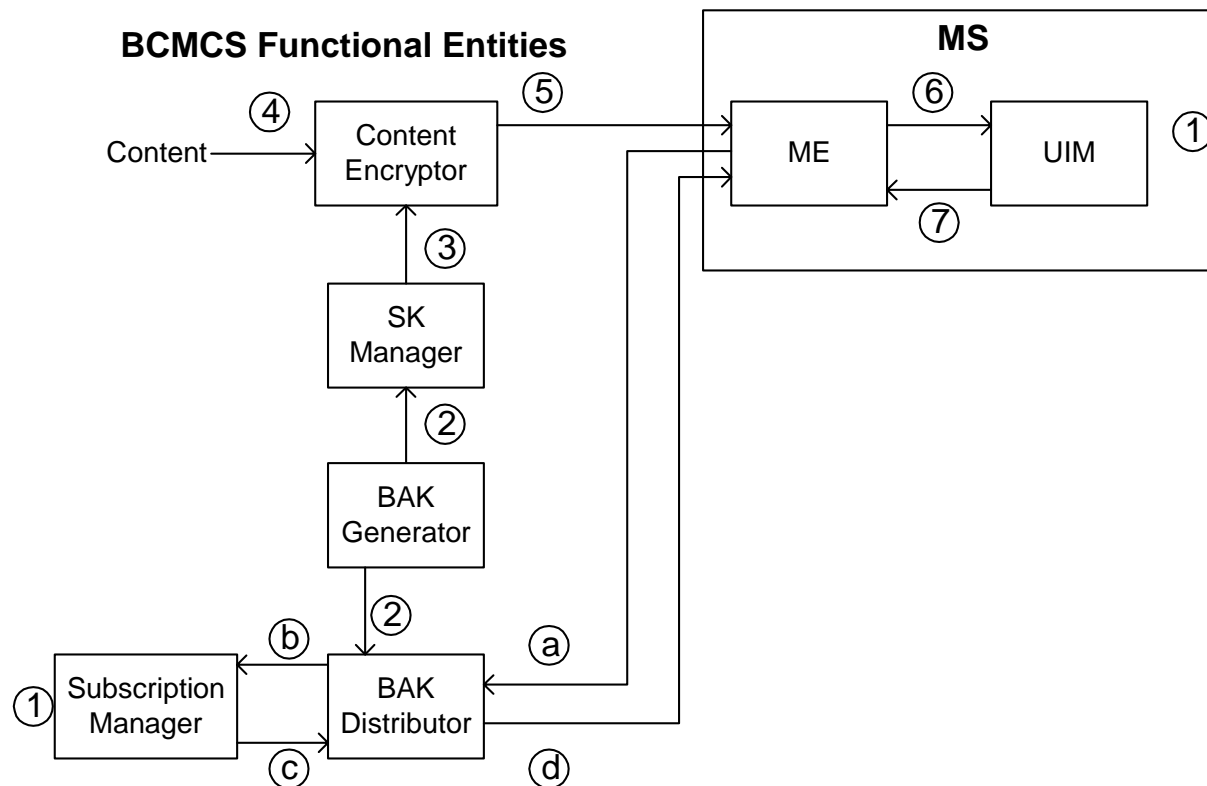 BCMCS Functional Entities
MS
4
5
6
1
Content
Content
Encryptor
ME
UIM
3
7
SK
Manager
2
BAK
Generator
2
b
a
1
Subscription
Manager
BAK
Distributor
c
d